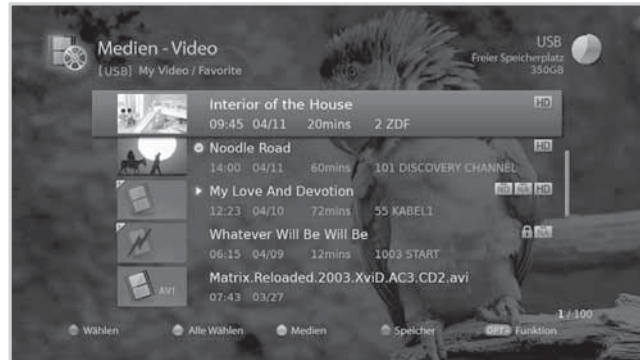 Medien - Video
[USB] My Video / Favorite
USB
Freier Speicherplatz
350GB
Interior of the House
HD
09:45 04/11 20mins 2 ZDF
Noodle Road
HD
14:00 04/11 60mins 101 DISCOVERY CHANNEL
My Love And Devotion
HD
12:23 04/10 72mins 55 KABEL1
Whatever Will Be Will Be
06:15 04/09 12mins 1003 START
Matrix.Reloaded.2003.XviD.AC3.CD2.avi
AVI
07:43 03/27
1 / 100
Wählen
Alle Wählen
Medien
Speicher
OPT+ Funktion